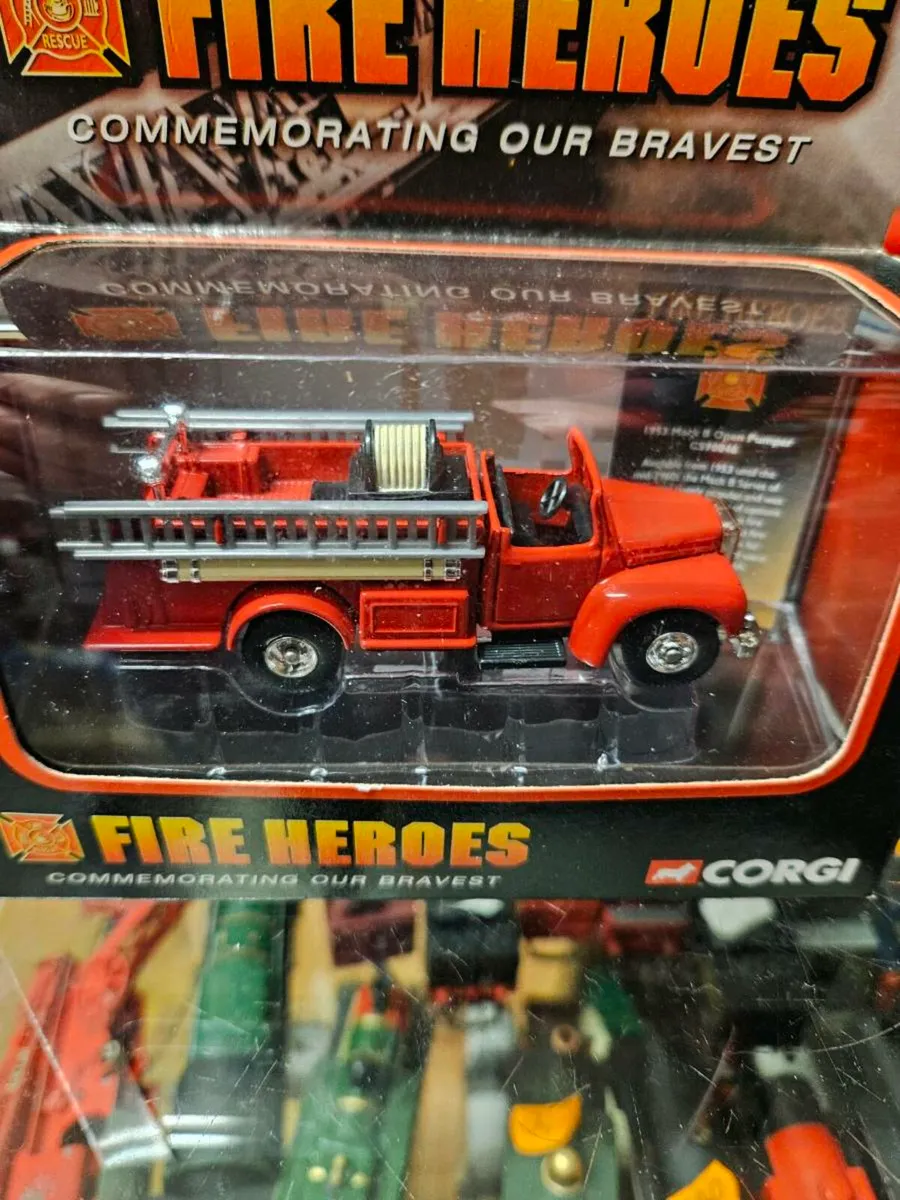 RESCUE
FIRE HEROES
COMMEMORATING OUR BRAVEST
COMMEMORATING OUR BRAVEST
FIRE HEROES
1953 Mack B Open Pumper
FIRE HEROES
COMMEMORATING OUR BRAVEST
CORGI